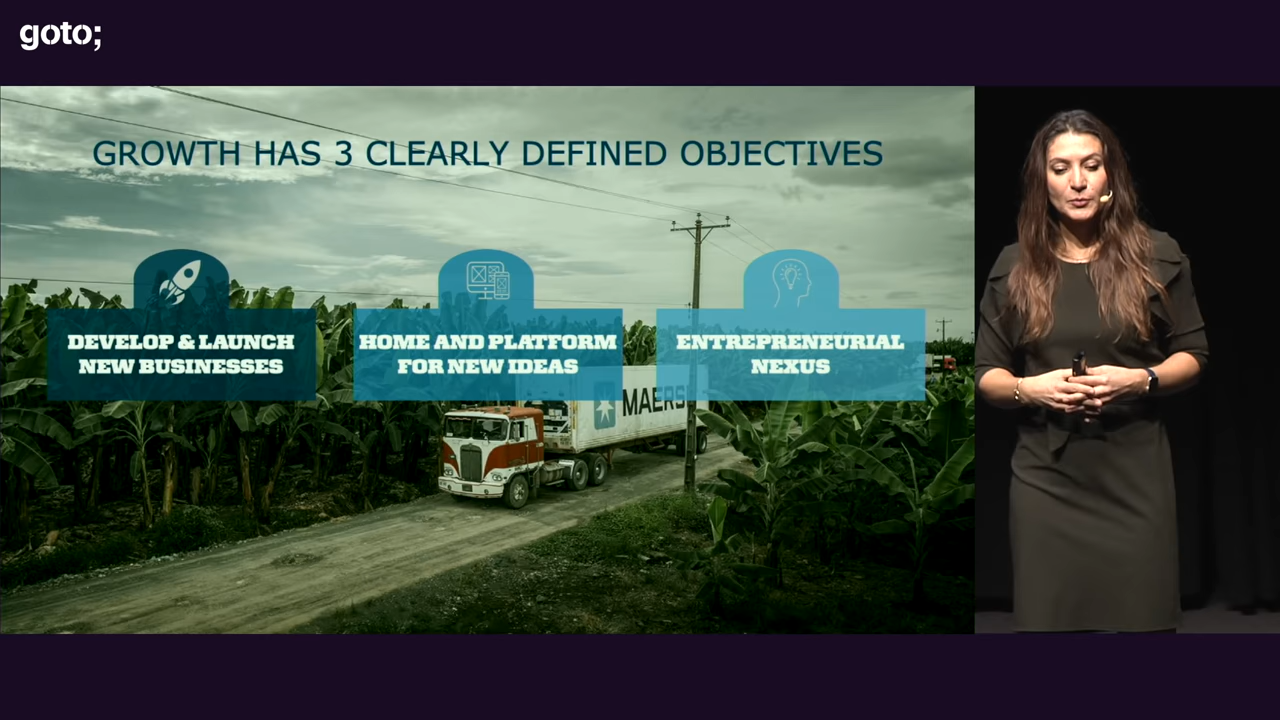 goto;
GROWTH HAS 3 CLEARLY DEFINED OBJECTIVES
DEVELOP & LAUNCH
NEW BUSINESSES
HOME AND PLATFORM
FOR NEW IDEAS
ENTREPRENEURIAL
NEXUS
MAERS